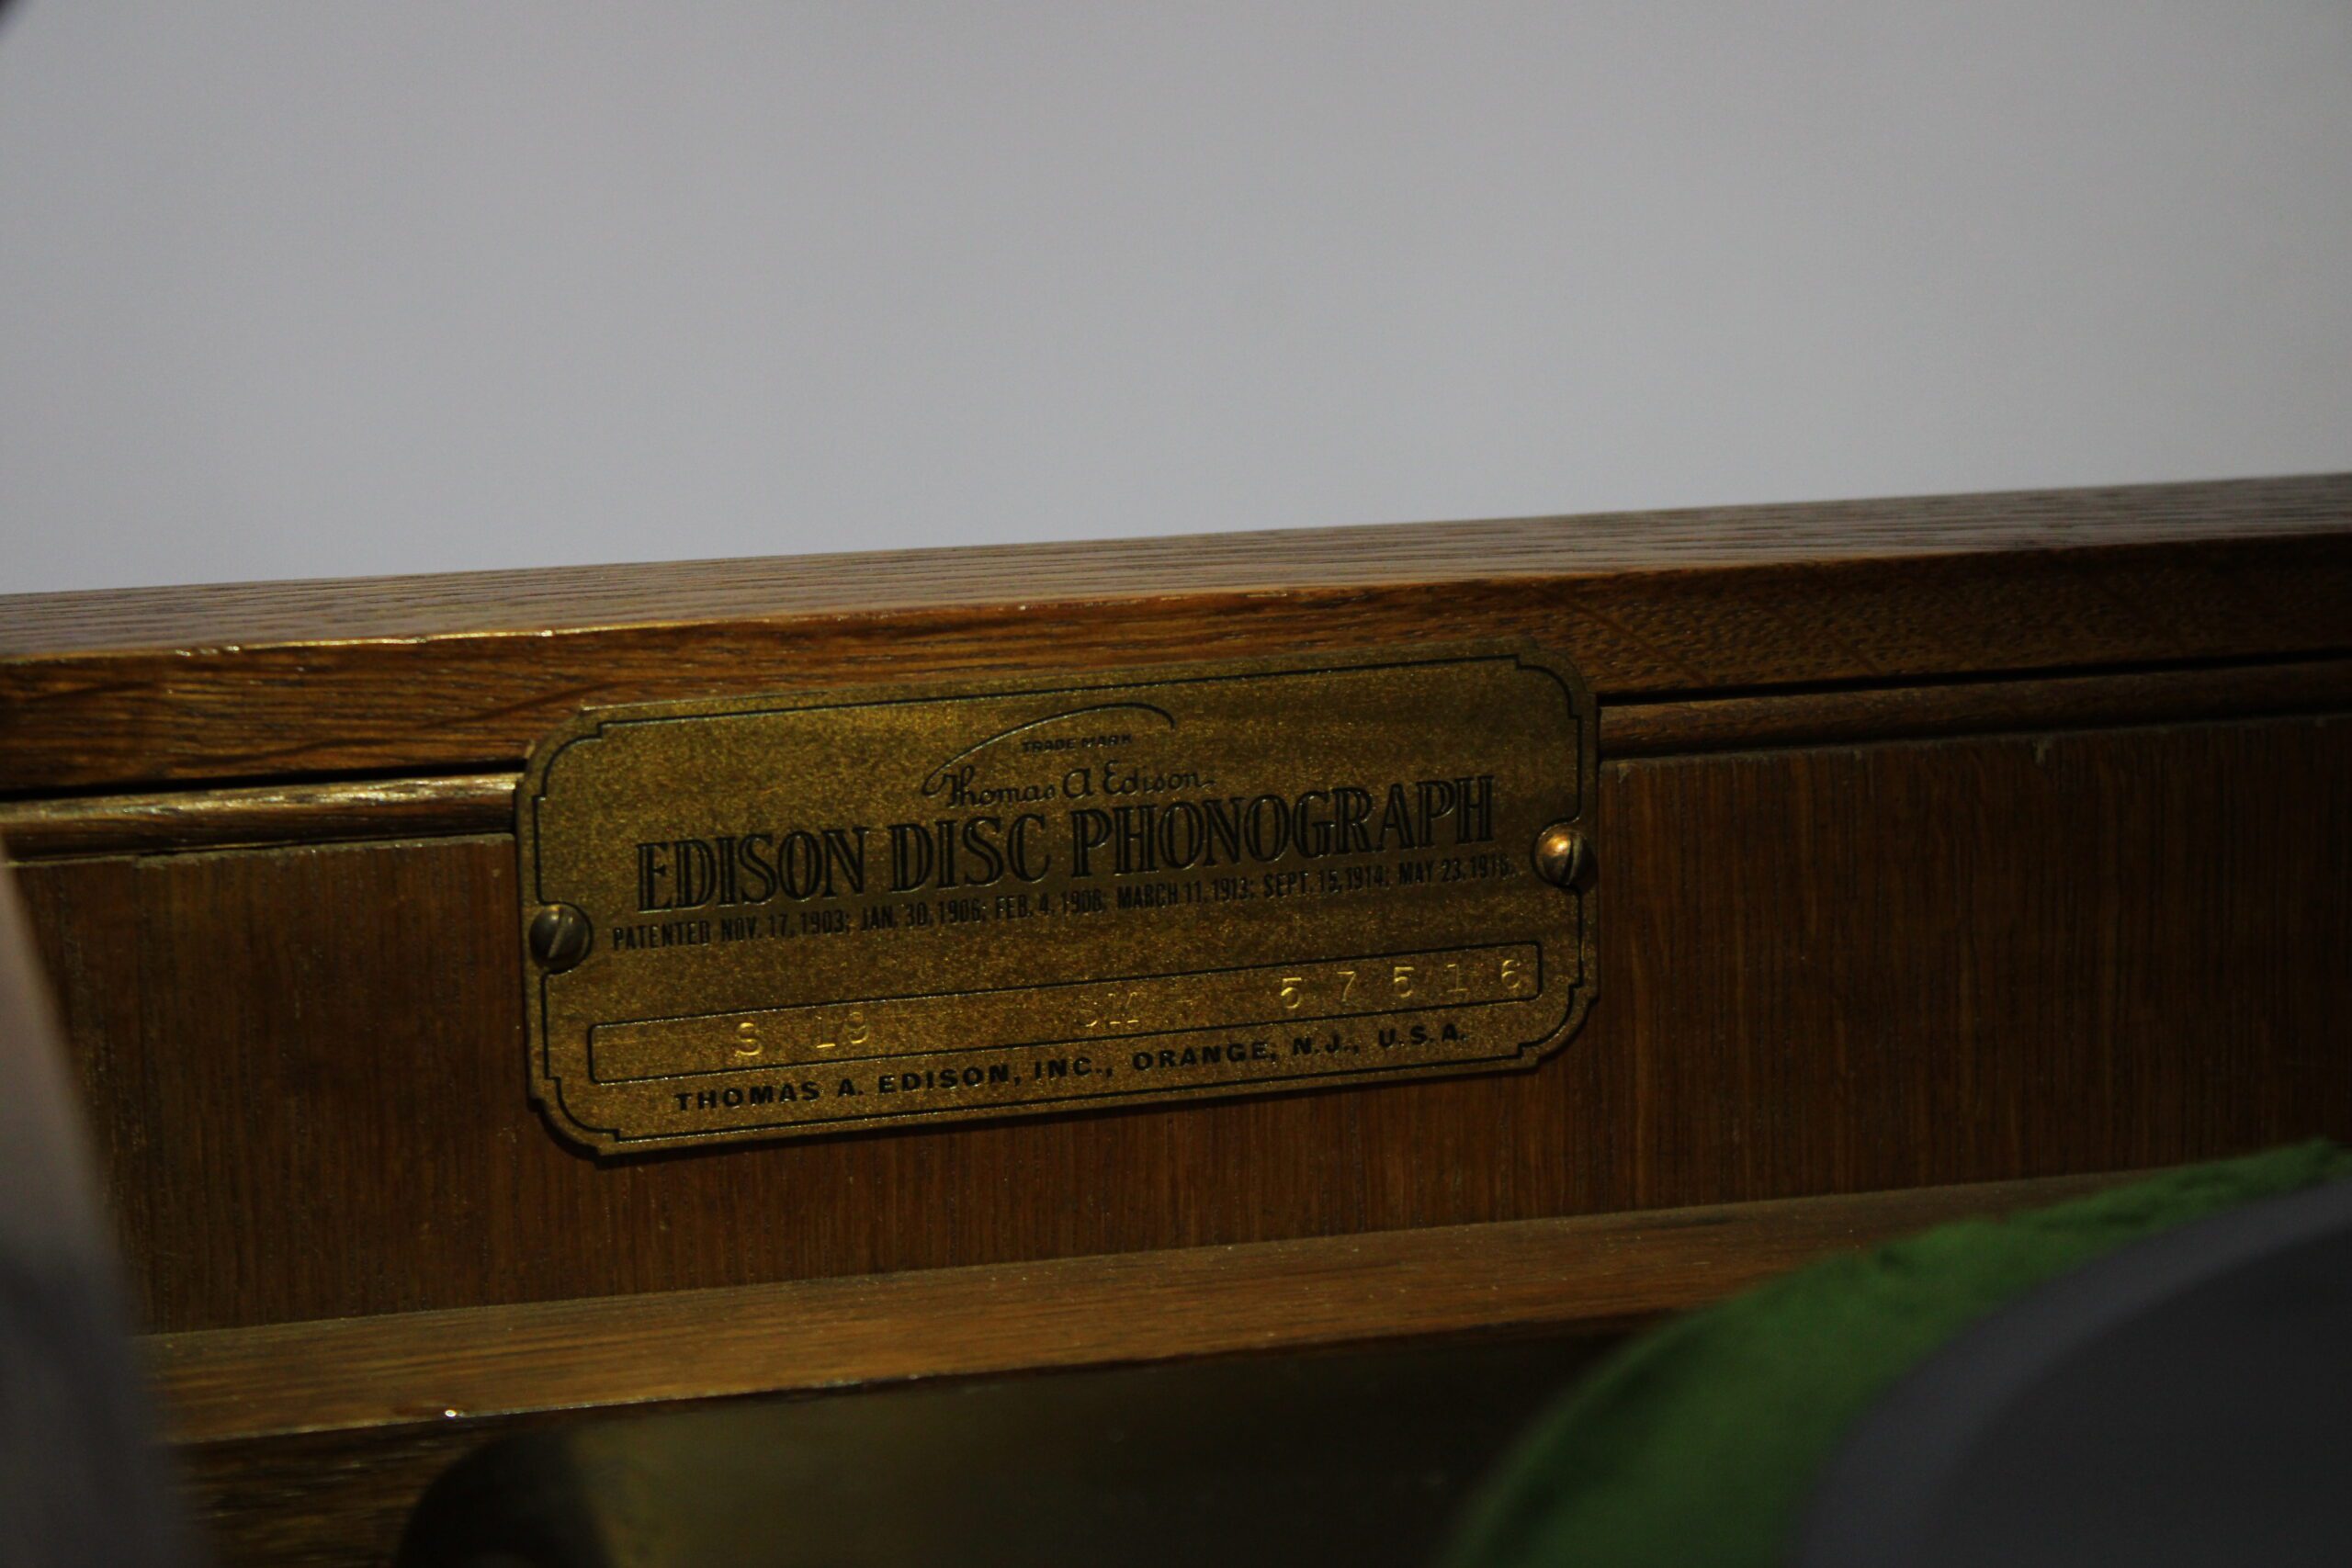 TRADE MARK
Thomas A Edison
EDISON DISC PHONOGRAPH
PATENTED NOV. 17, 1903; JAN. 30, 1906; FEB. 4, 1908; MARCH 11, 1913; SEPT. 15, 1914; MAY 23, 1916.
S 19 SM 57516
THOMAS A. EDISON, INC., ORANGE, N.J., U.S.A.